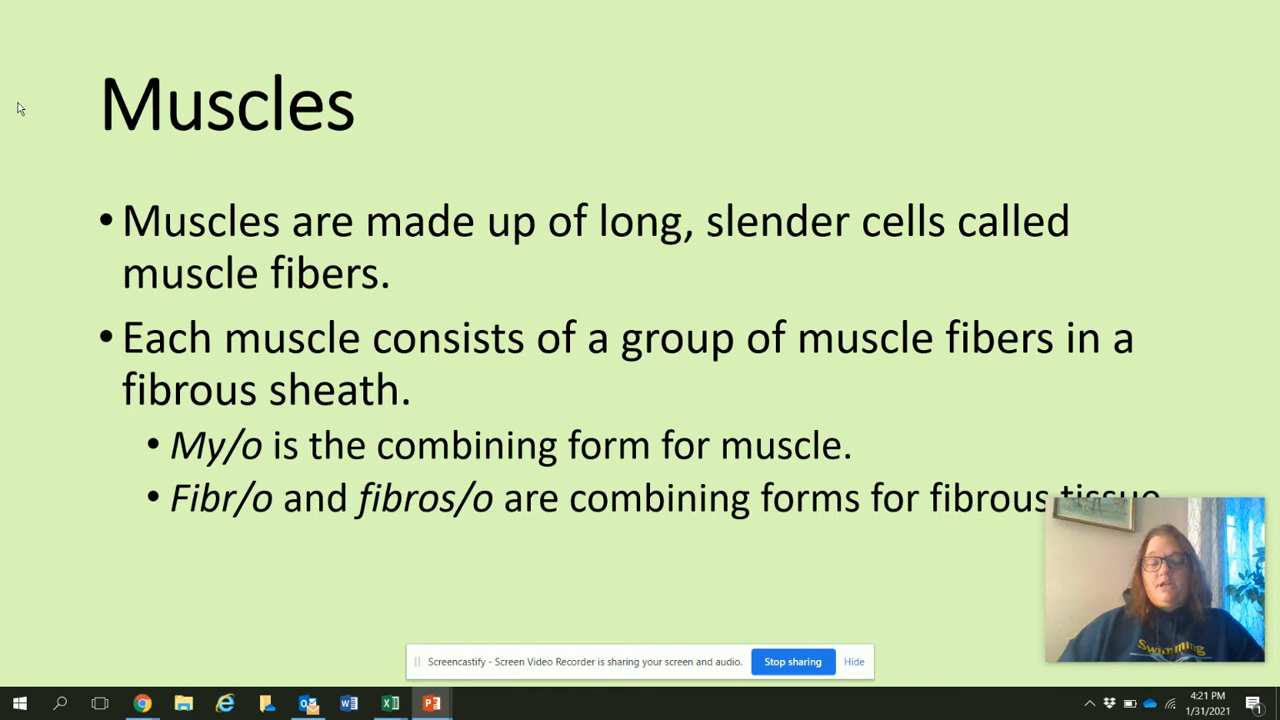 Muscles
•Muscles are made up of long, slender cells called
muscle fibers.
•Each muscle consists of a group of muscle fibers in a
fibrous sheath.
•My/o is the combining form for muscle.
•Fibr/o and fibros/o are combining forms for fibrous tissue
Swimming
Screencastify - Screen Video Recorder is sharing your screen and audio. Stop sharing Hide
4:21 PM
1/31/2021